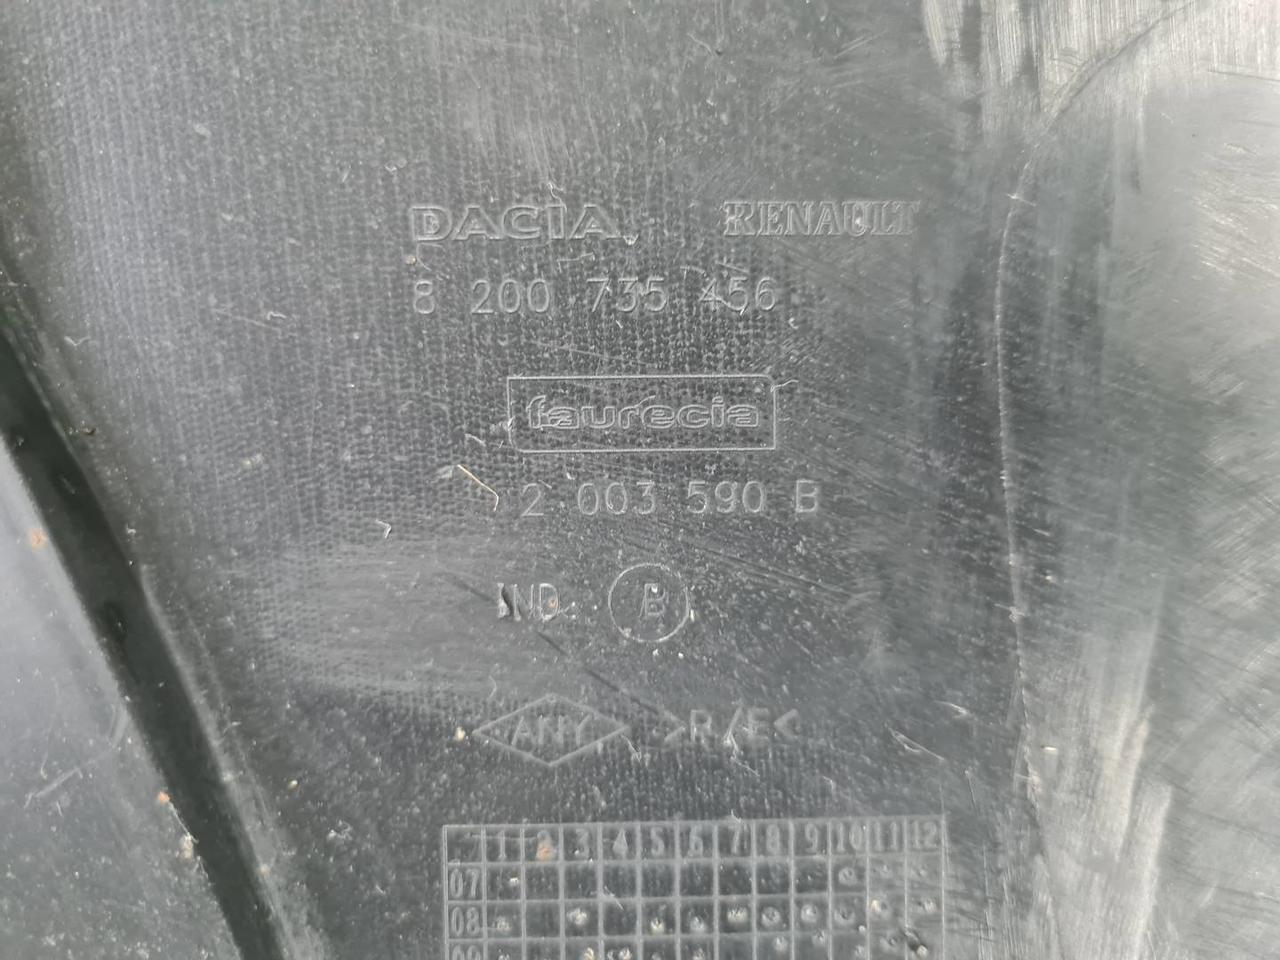 DACIA RENAULT
8 200 735 456
faurecia
2 003 590 B
IND. B
ANY >R/E<
1 2 3 4 5 6 7 8 9 10 11 12
07
08
09